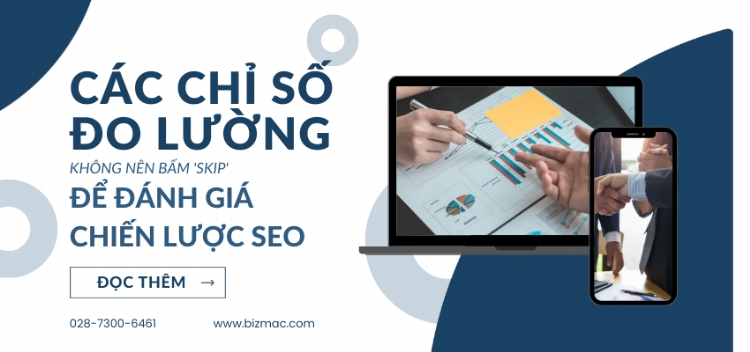 CÁC CHỈ SỐ
ĐO LƯỜNG
KHÔNG NÊN BẤM 'SKIP'
ĐỂ ĐÁNH GIÁ
CHIẾN LƯỢC SEO
ĐỌC THÊM →
028-7300-6461
www.bizmac.com